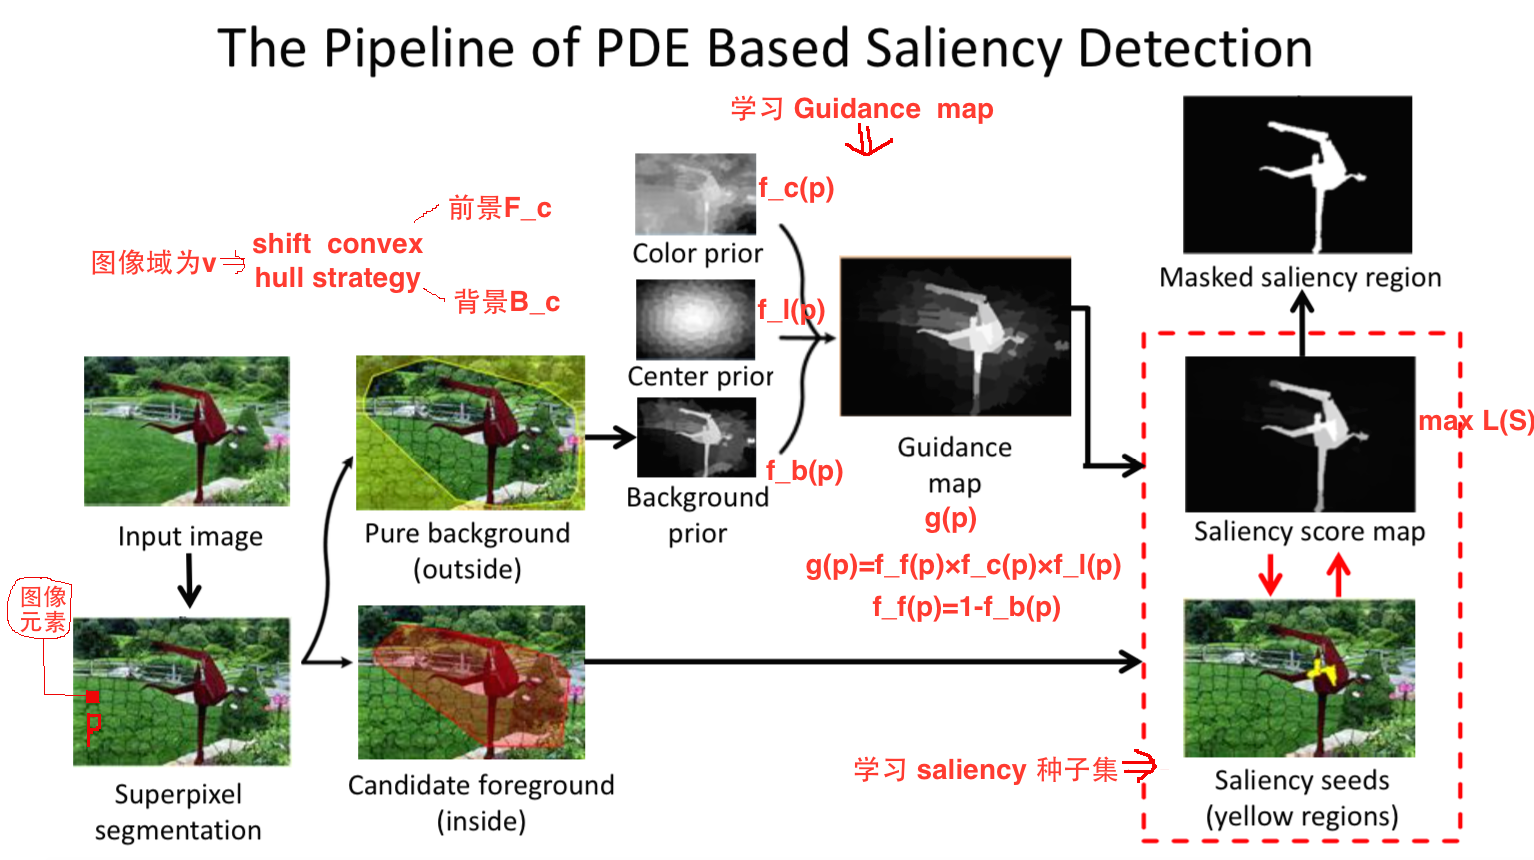 The Pipeline of PDE Based Saliency Detection
学习 Guidance map
f_c(p)
Color prior
前景F_c
图像域为v
shift convex
hull strategy
背景B_c
f_l(p)
Center prior
f_b(p)
Background
prior
Masked saliency region
Guidance
map
g(p)
g(p)=f_f(p)×f_c(p)×f_l(p)
f_f(p)=1-f_b(p)
max L(S)
Saliency score map
Input image
Pure background
(outside)
图像
元素
p
Superpixel
segmentation
Candidate foreground
(inside)
学习 saliency 种子集
Saliency seeds
(yellow regions)